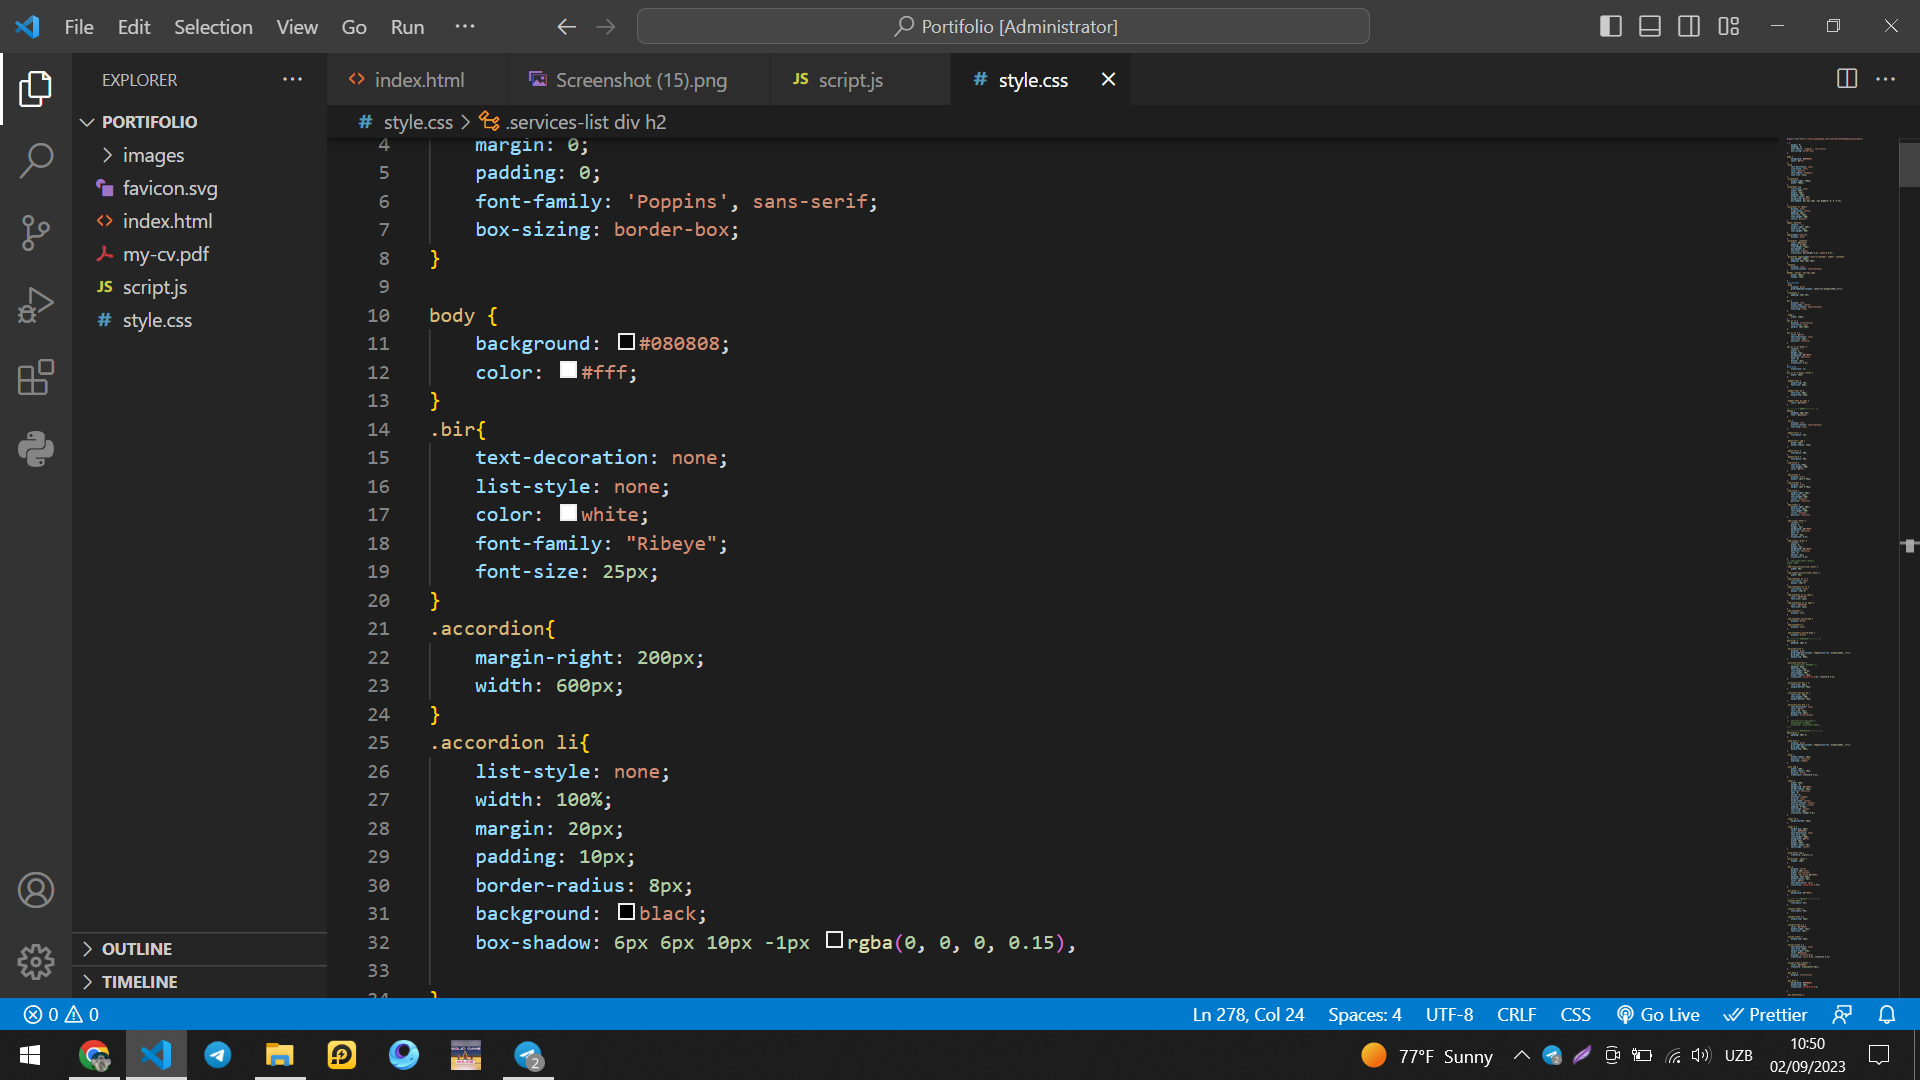 File Edit Selection View Go Run ···
Portifolio [Administrator]
EXPLORER
index.html
Screenshot (15).png
JS script.js
# style.css
PORTIFOLIO
# style.css > .services-list div h2
images
favicon.svg
index.html
my-cv.pdf
JS script.js
# style.css
4 margin: 0;
5 padding: 0;
6 font-family: 'Poppins', sans-serif;
7 box-sizing: border-box;
8 }
9
10 body {
11 background: #080808;
12 color: #fff;
13 }
14 .bir{
15 text-decoration: none;
16 list-style: none;
17 color: white;
18 font-family: "Ribeye";
19 font-size: 25px;
20 }
21 .accordion{
22 margin-right: 200px;
23 width: 600px;
24 }
25 .accordion li{
26 list-style: none;
27 width: 100%;
28 margin: 20px;
29 padding: 10px;
30 border-radius: 8px;
31 background: black;
32 box-shadow: 6px 6px 10px -1px rgba(0, 0, 0, 0.15),
33
34 }
OUTLINE
TIMELINE
0 0
Ln 278, Col 24 Spaces: 4 UTF-8 CRLF CSS Go Live Prettier
2
77°F Sunny
UZB
10:50
02/09/2023